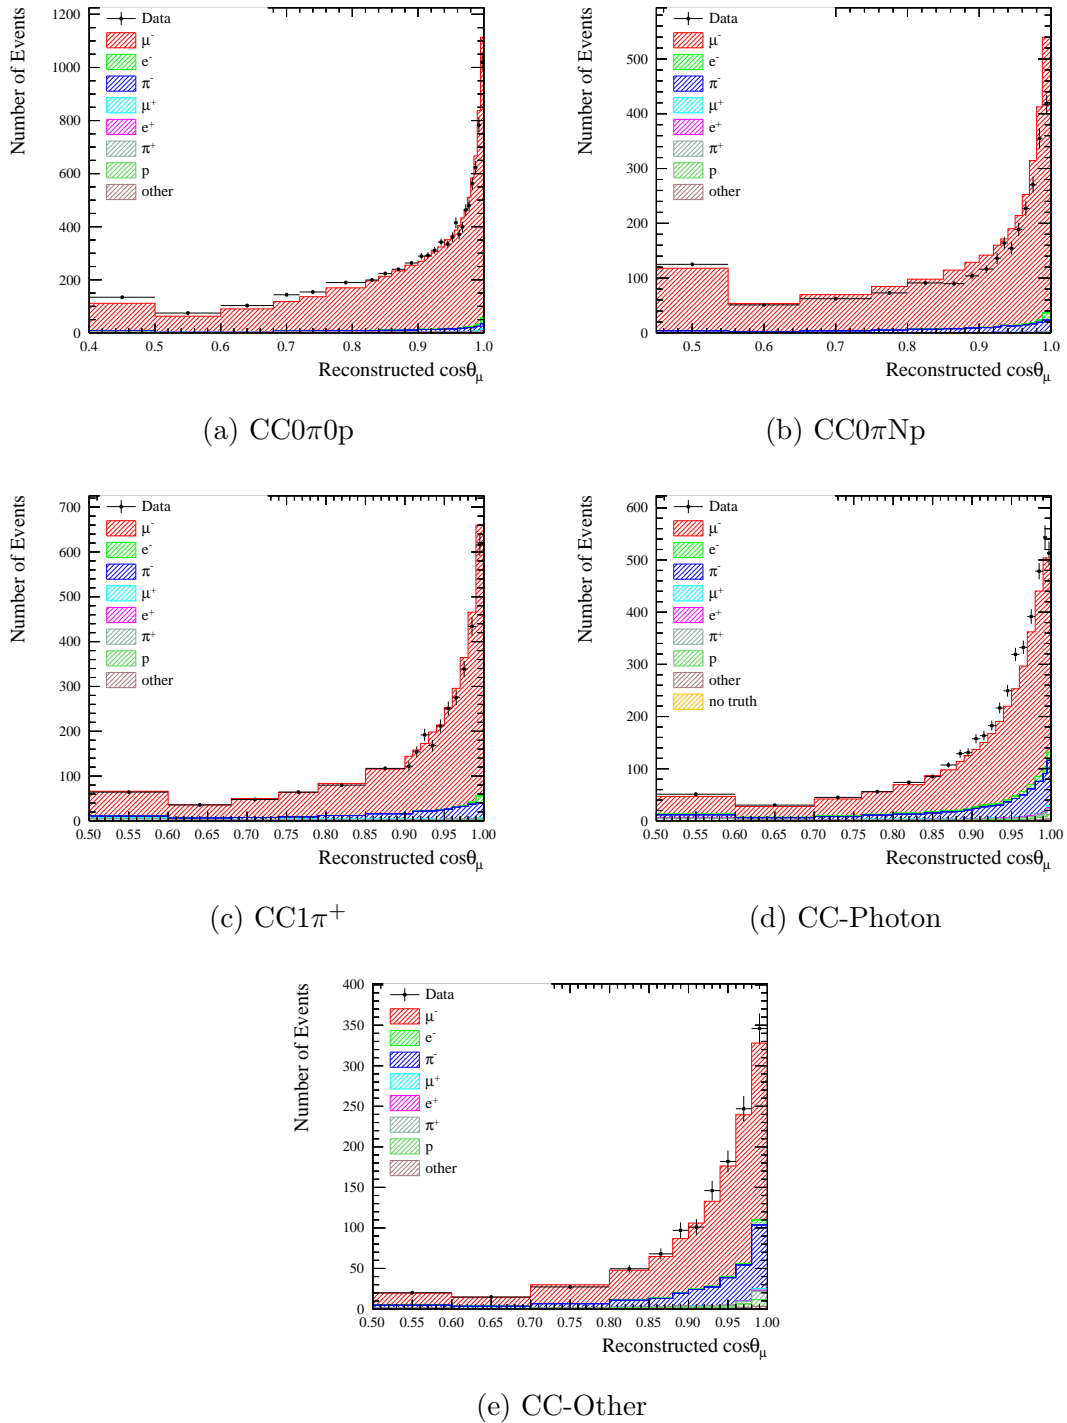 Number of Events
1200
1000
800
600
400
200
0
Data
μ⁻
e⁻
π⁻
μ⁺
e⁺
π⁺
p
other
0.4 0.5 0.6 0.7 0.8 0.9 1.0
Reconstructed cosθμ
(a) CC0π0p
Number of Events
500
400
300
200
100
0
Data
μ⁻
e⁻
π⁻
μ⁺
e⁺
π⁺
p
other
0.5 0.6 0.7 0.8 0.9 1.0
Reconstructed cosθμ
(b) CC0πNp
Number of Events
700
600
500
400
300
200
100
0
Data
μ⁻
e⁻
π⁻
μ⁺
e⁺
π⁺
p
other
0.50 0.55 0.60 0.65 0.70 0.75 0.80 0.85 0.90 0.95 1.00
Reconstructed cosθμ
(c) CC1π⁺
Number of Events
600
500
400
300
200
100
0
Data
μ⁻
e⁻
π⁻
μ⁺
e⁺
π⁺
p
other
no truth
0.50 0.55 0.60 0.65 0.70 0.75 0.80 0.85 0.90 0.95 1.00
Reconstructed cosθμ
(d) CC-Photon
Number of Events
400
350
300
250
200
150
100
50
0
Data
μ⁻
e⁻
π⁻
μ⁺
e⁺
π⁺
p
other
0.50 0.55 0.60 0.65 0.70 0.75 0.80 0.85 0.90 0.95 1.00
Reconstructed cosθμ
(e) CC-Other